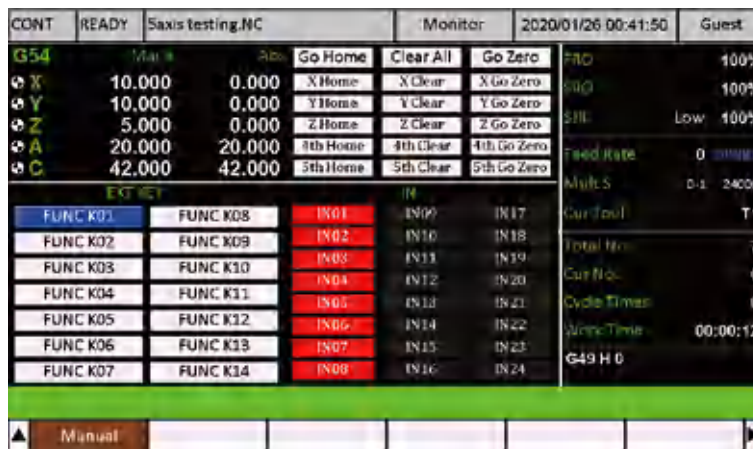 CONT READY 5axis testing.NC Monitor 2020/01/26 00:41:50 Guest
G54 Abs Go Home Clear All Go Zero FRO 100%
X 10.000 0.000 X Home X Clear X Go Zero SRO 100%
Y 10.000 0.000 Y Home Y Clear Y Go Zero
Z 5.000 0.000 Z Home Z Clear Z Go Zero Low 100%
A 20.000 20.000 4th Home 4th Clear 4th Go Zero Feed Rate 0
C 42.000 42.000 5th Home 5th Clear 5th Go Zero
EXT KEY IN Mult S
FUNC K01 FUNC K08 IN01 IN09 IN17 Cur Tool T
FUNC K02 FUNC K09 IN02 IN10 IN18 Total No.
FUNC K03 FUNC K10 IN03 IN11 IN19 Cur No.
FUNC K04 FUNC K11 IN04 IN12 IN20
FUNC K05 FUNC K12 IN05 IN13 IN21 Cycle Times
FUNC K06 FUNC K13 IN06 IN14 IN22 Work Time 00:00:12
FUNC K07 FUNC K14 IN07 IN15 IN23 G49 H 0
IN08 IN16 IN24
Manual